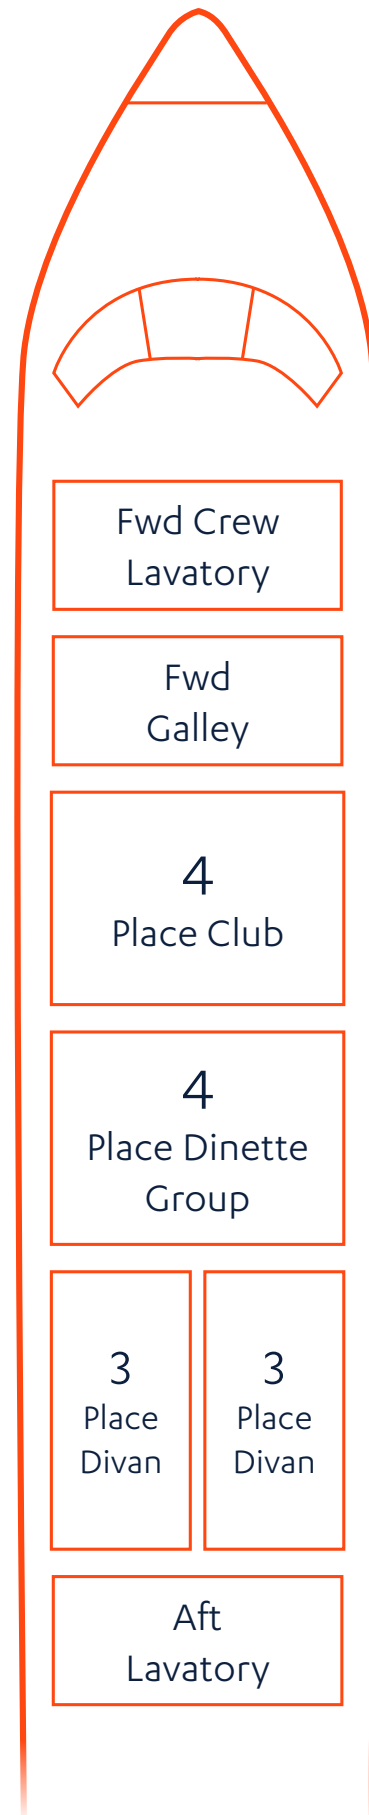 Fwd Crew
Lavatory
Fwd
Galley
4
Place Club
4
Place Dinette
Group
3
Place
Divan
3
Place
Divan
Aft
Lavatory